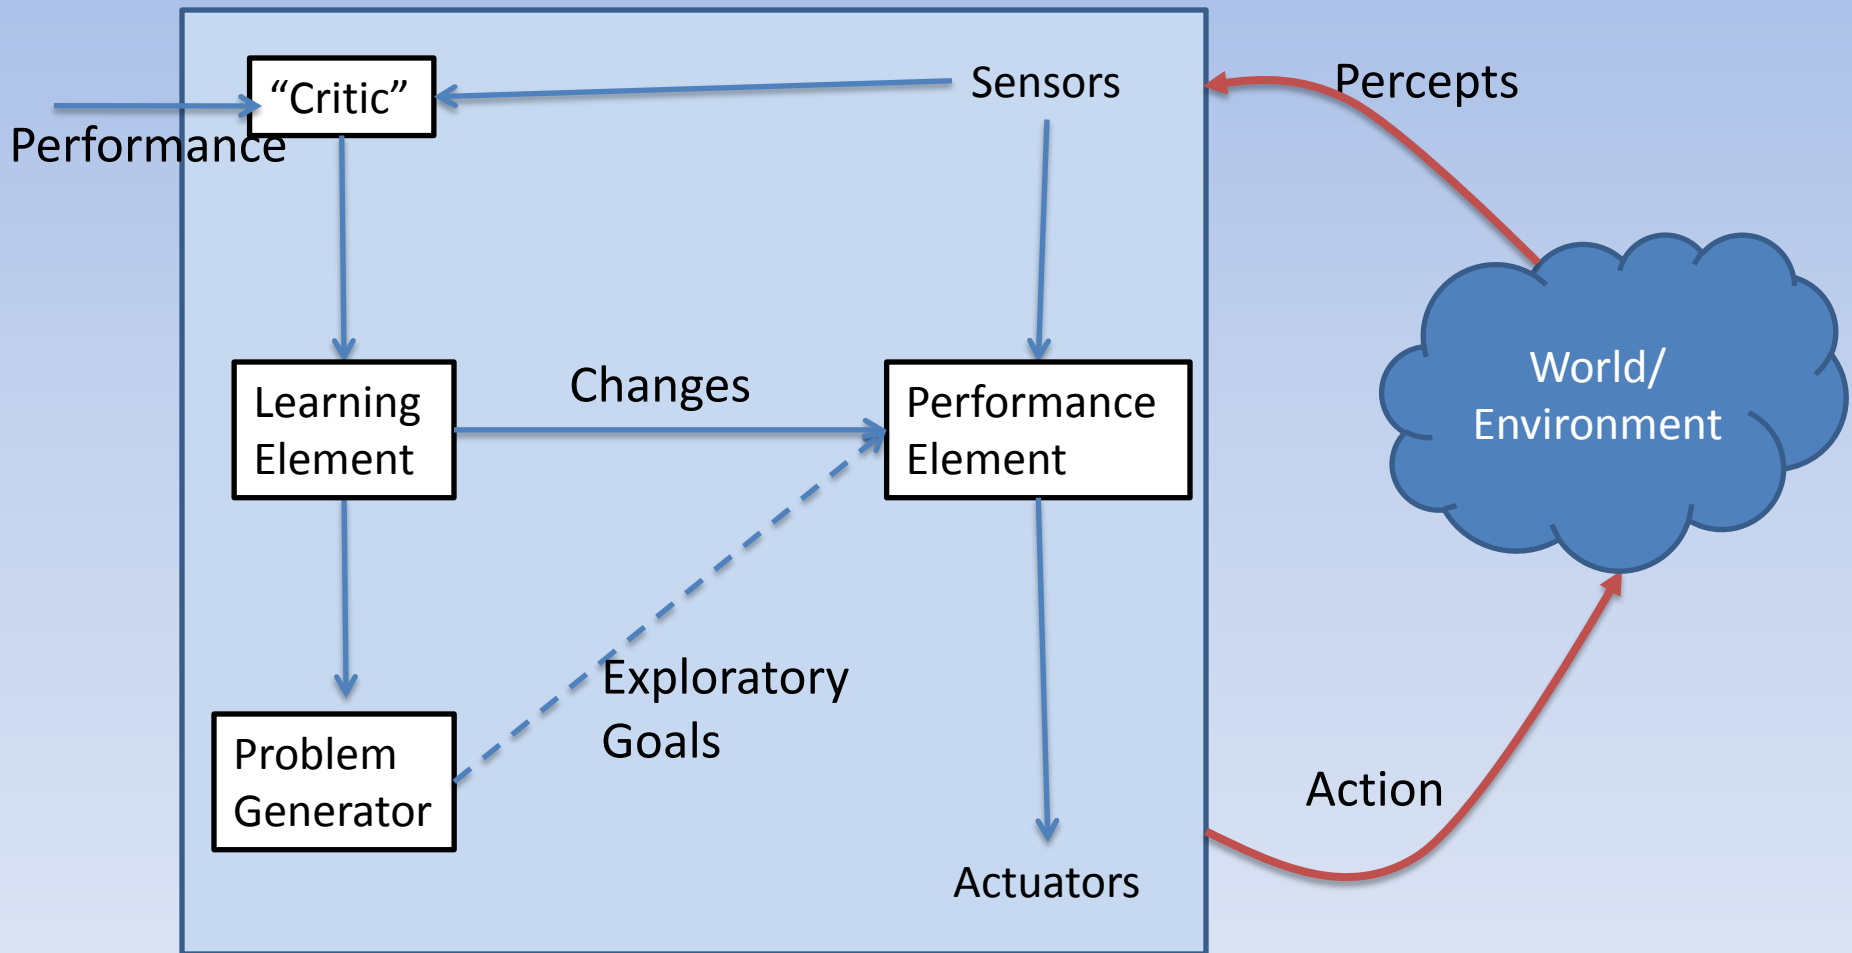 “Critic”
Sensors
Percepts
Performance
Learning
Element
Changes
Performance
Element
World/
Environment
Exploratory
Goals
Problem
Generator
Action
Actuators